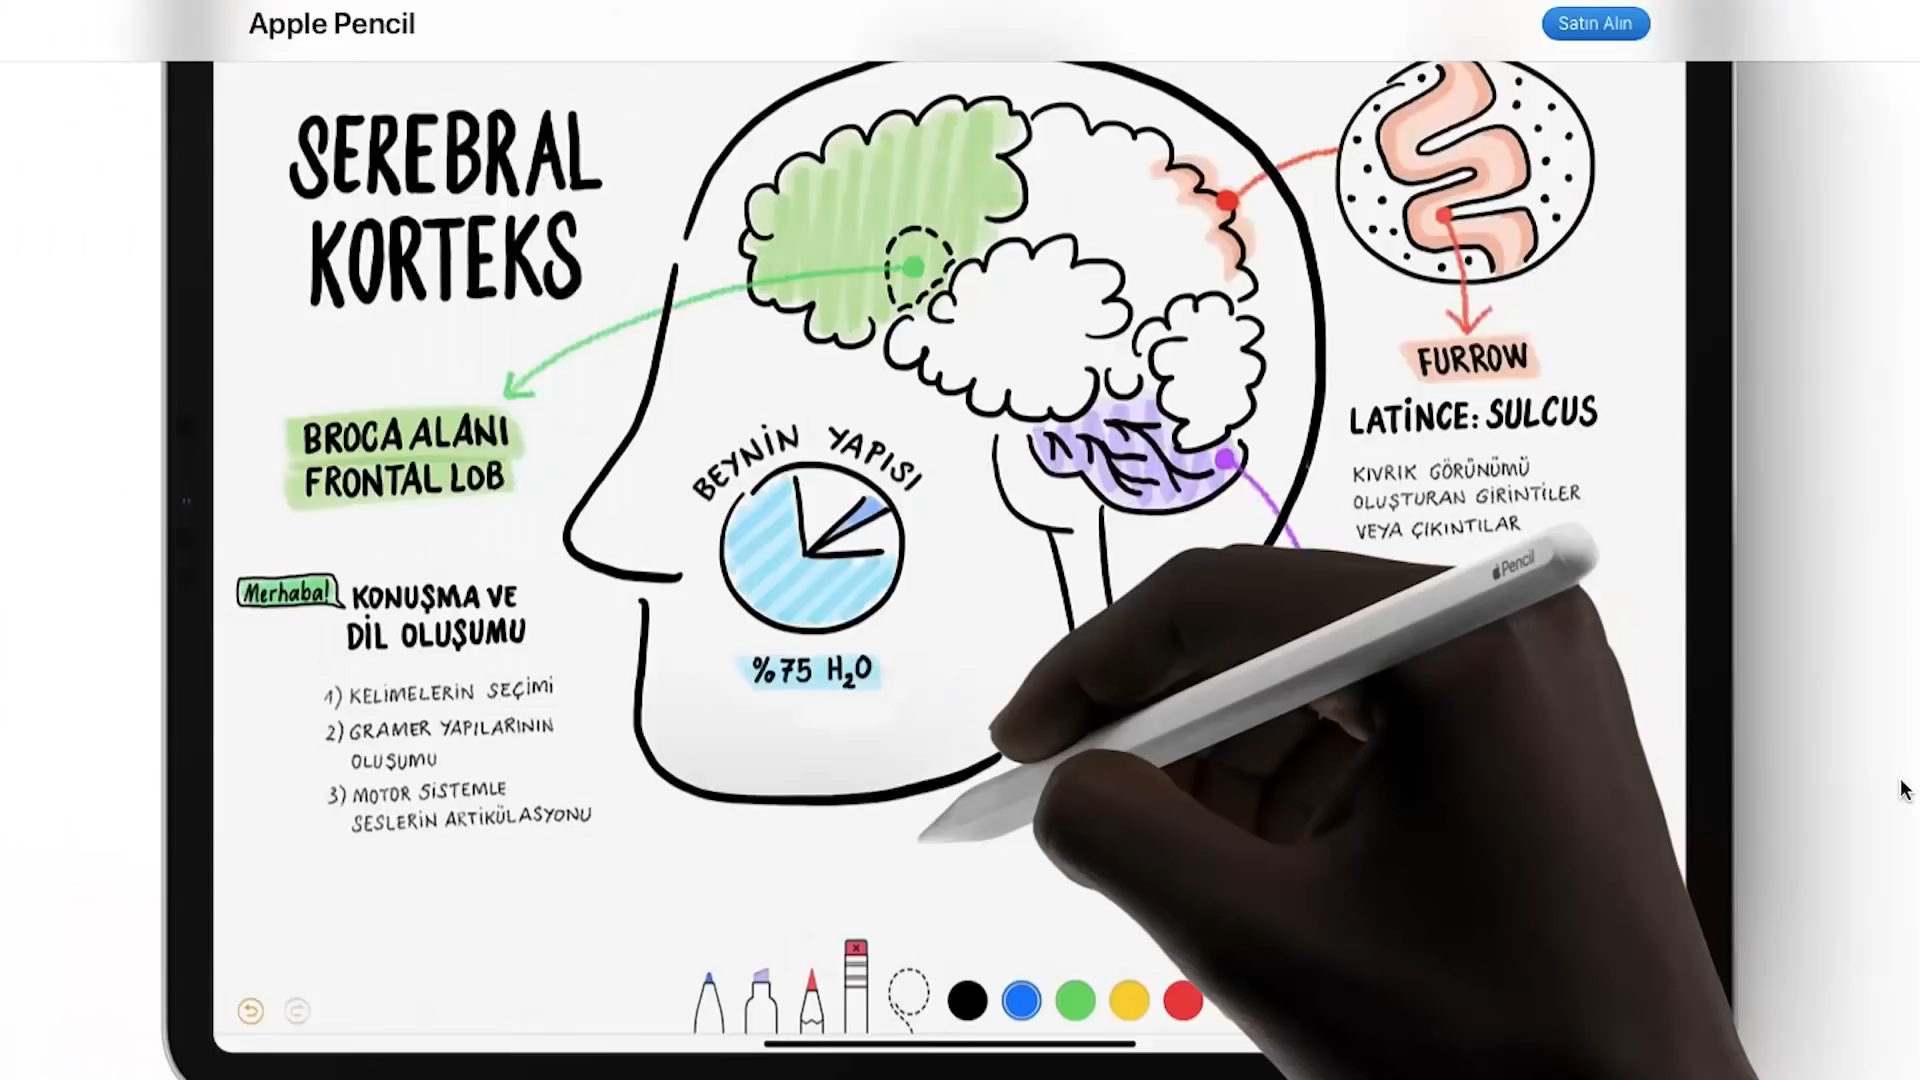 Apple Pencil
Satın Alın
SEREBRAL
KORTEKS
BROCA ALANI
FRONTAL LOB
Merhaba!
KONUŞMA VE
DİL OLUŞUMU
1) KELİMELERİN SEÇİMİ
2) GRAMER YAPILARININ
OLUŞUMU
3) MOTOR SİSTEMLE
SESLERİN ARTİKÜLASYONU
BEYNİN YAPISI
%75 H₂O
FURROW
LATİNCE: SULCUS
KIVRIK GÖRÜNÜMÜ
OLUŞTURAN GİRİNTİLER
VEYA ÇIKINTILAR
Pencil